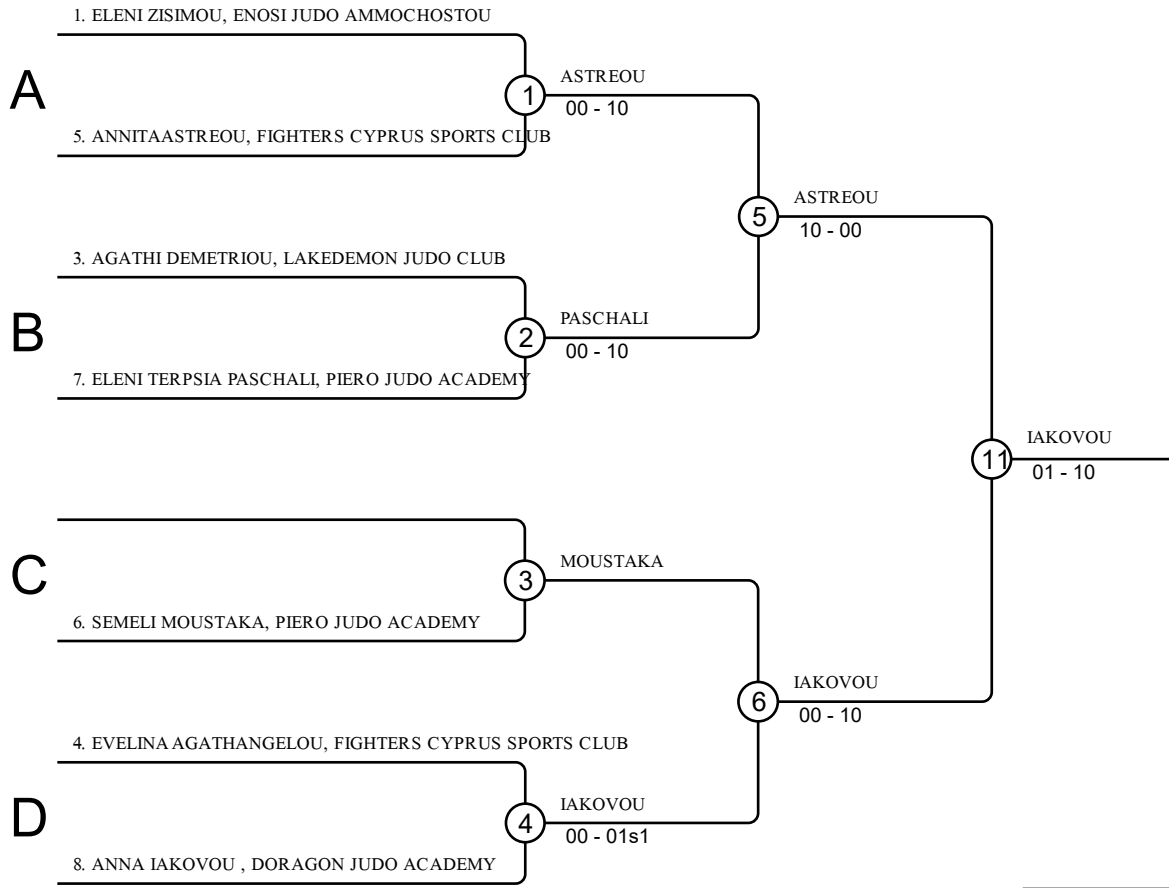 1. ELENI ZISIMOU, ENOSI JUDO AMMOCHOSTOU
A
1
ASTREOU
00 - 10
5. ANNITAASTREOU, FIGHTERS CYPRUS SPORTS CLUB
5
ASTREOU
10 - 00
3. AGATHI DEMETRIOU, LAKEDEMON JUDO CLUB
B
2
PASCHALI
00 - 10
7. ELENI TERPSIA PASCHALI, PIERO JUDO ACADEMY
11
IAKOVOU
01 - 10
C
3
MOUSTAKA
6. SEMELI MOUSTAKA, PIERO JUDO ACADEMY
6
IAKOVOU
00 - 10
4. EVELINA AGATHANGELOU, FIGHTERS CYPRUS SPORTS CLUB
D
4
IAKOVOU
00 - 01s1
8. ANNA IAKOVOU , DORAGON JUDO ACADEMY